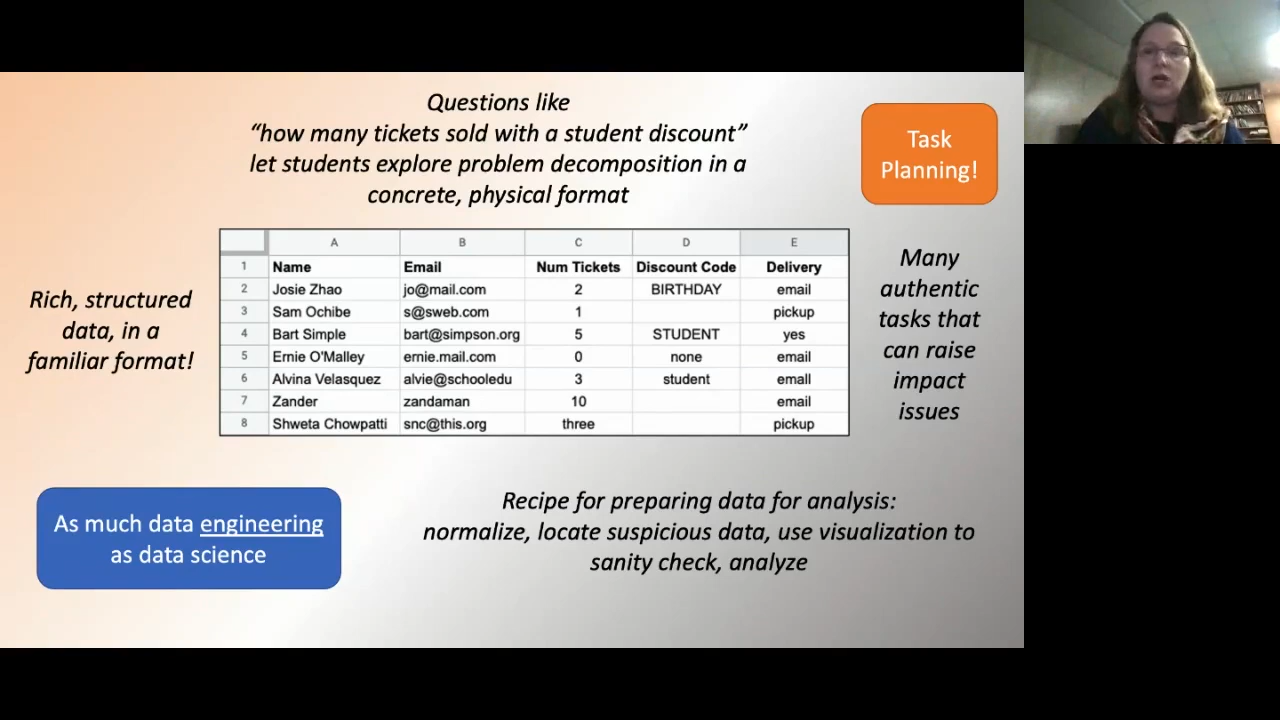 Questions like
“how many tickets sold with a student discount”
let students explore problem decomposition in a
concrete, physical format
Task
Planning!
Rich, structured
data, in a
familiar format!
A B C D E
1 Name Email Num Tickets Discount Code Delivery
2 Josie Zhao jo@mail.com 2 BIRTHDAY email
3 Sam Ochibe s@sweb.com 1 pickup
4 Bart Simple bart@simpson.org 5 STUDENT yes
5 Ernie O'Malley ernie.mail.com 0 none email
6 Alvina Velasquez alvie@schooledu 3 student emall
7 Zander zandaman 10 email
8 Shweta Chowpatti snc@this.org three pickup
Many
authentic
tasks that
can raise
impact
issues
As much data engineering
as data science
Recipe for preparing data for analysis:
normalize, locate suspicious data, use visualization to
sanity check, analyze